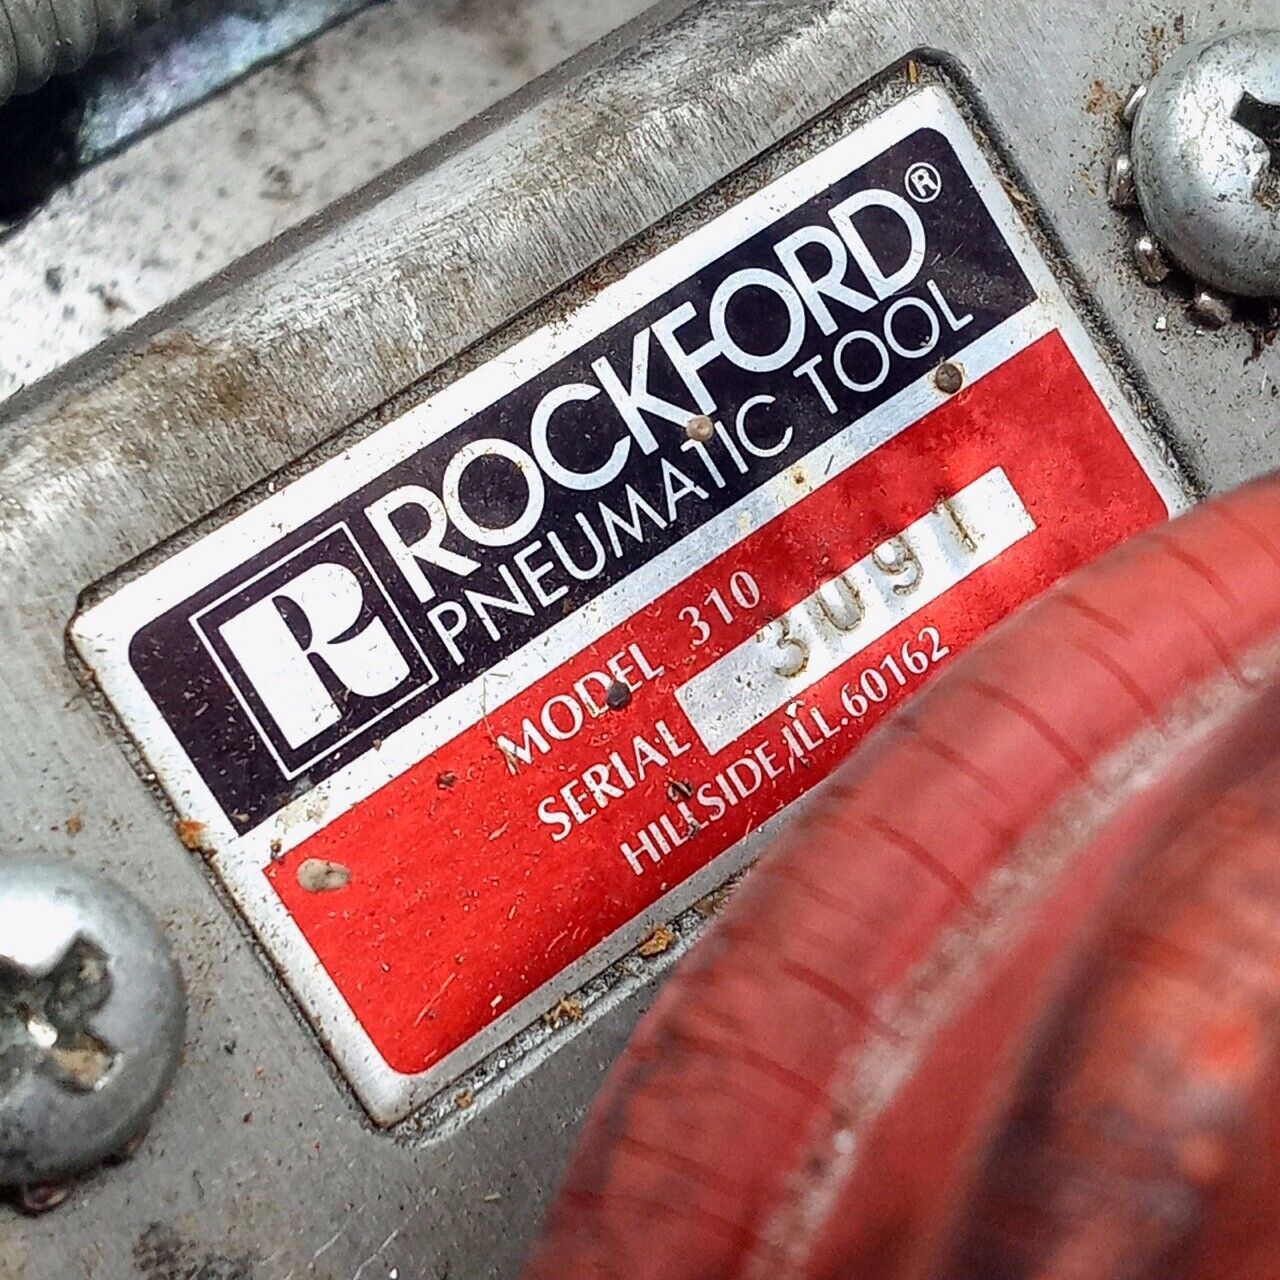 R ROCKFORD®
PNEUMATIC TOOL
MODEL 310
SERIAL 3091
HILLSIDE, ILL. 60162